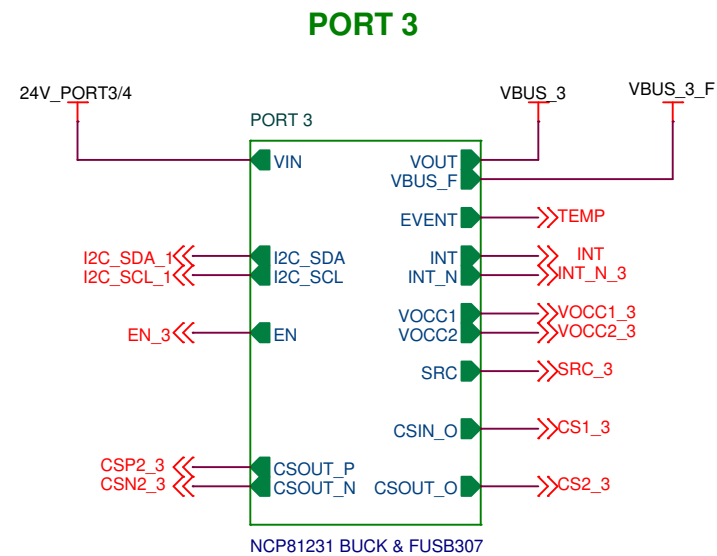 PORT 3
24V_PORT3/4
VBUS_3
VBUS_3_F
PORT 3
VIN
VOUT
VBUS_F
EVENT
TEMP
I2C_SDA_1
I2C_SDA
INT
INT
I2C_SCL_1
I2C_SCL
INT_N
INT_N_3
VOCC1
VOCC1_3
EN_3
EN
VOCC2
VOCC2_3
SRC
SRC_3
CSIN_O
CS1_3
CSP2_3
CSOUT_P
CSN2_3
CSOUT_N
CSOUT_O
CS2_3
NCP81231 BUCK & FUSB307